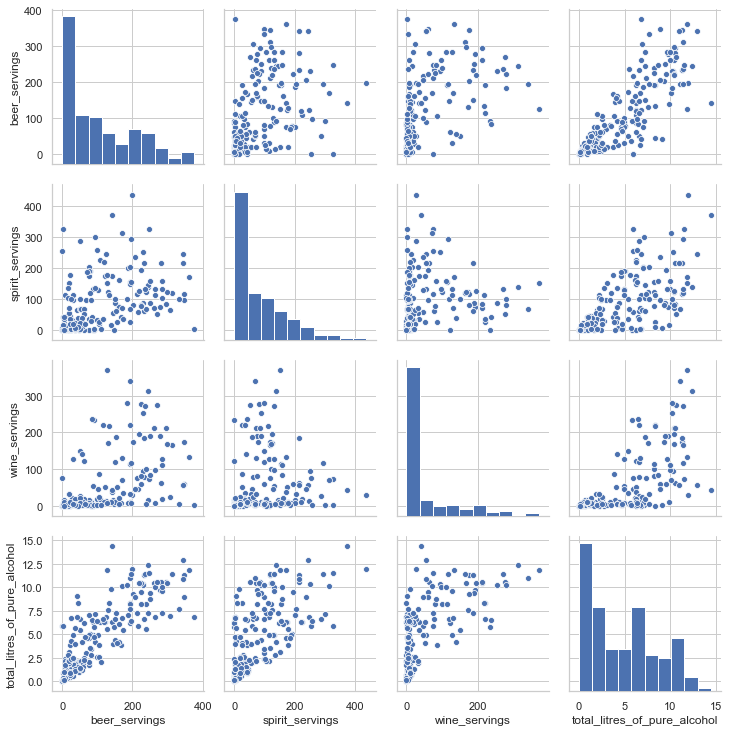 400
300
200
100
0
beer_servings
400
300
200
100
0
spirit_servings
300
200
100
0
wine_servings
15.0
12.5
10.0
7.5
5.0
2.5
0.0
total_litres_of_pure_alcohol
0 200 400
beer_servings
0 200 400
spirit_servings
0 200
wine_servings
0 5 10 15
total_litres_of_pure_alcohol